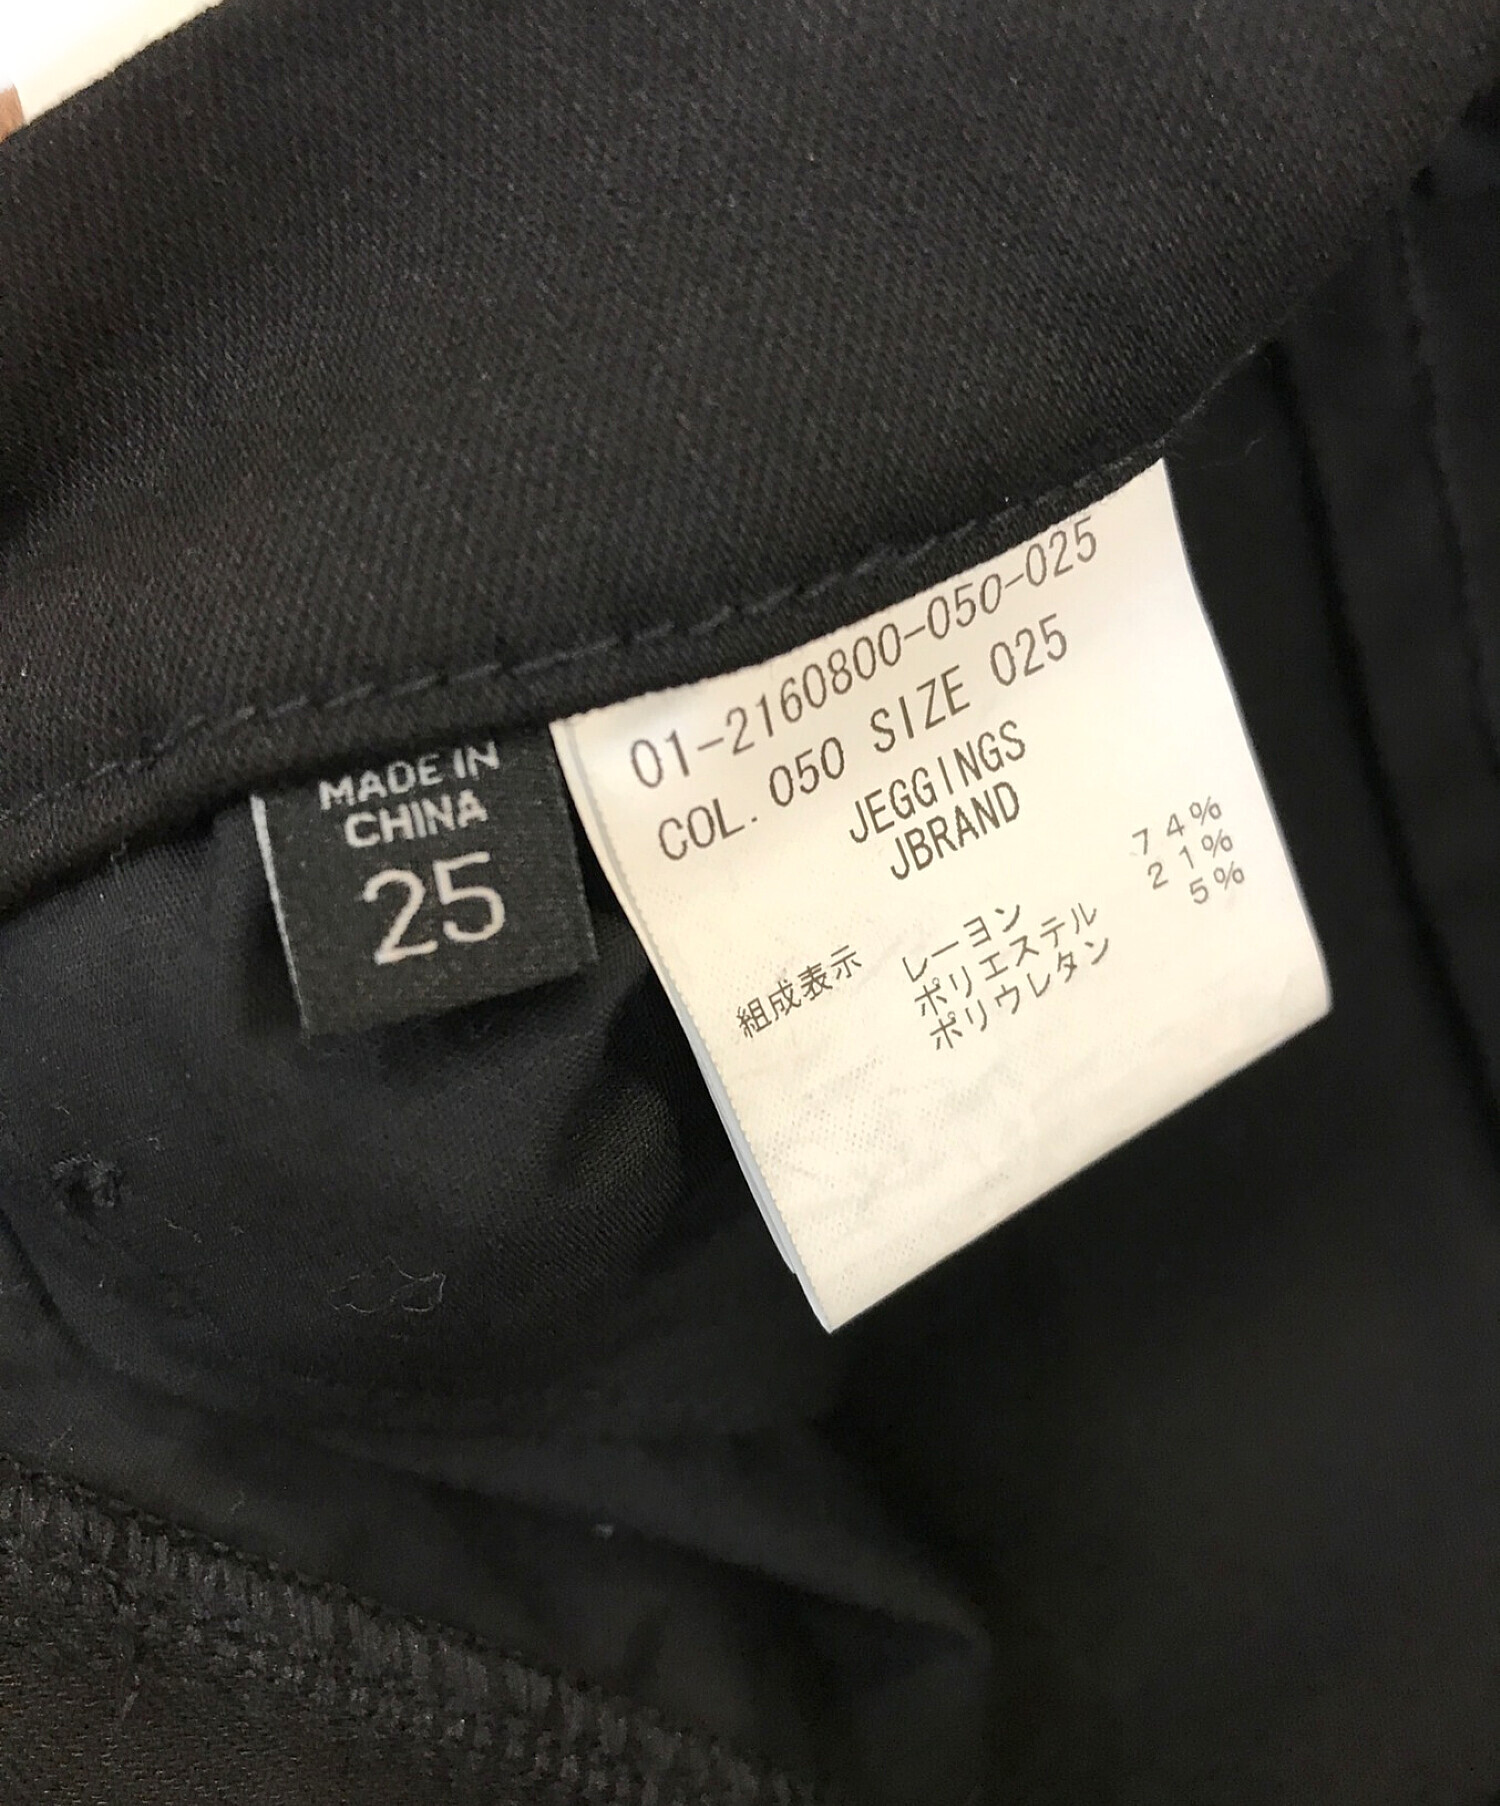 MADE IN
CHINA
25
01-2160800-050-025
COL. 050 SIZE 025
JEGGINGS
JBRAND
組成表示 レーヨン 74%
ポリエステル 21%
ポリウレタン 5%